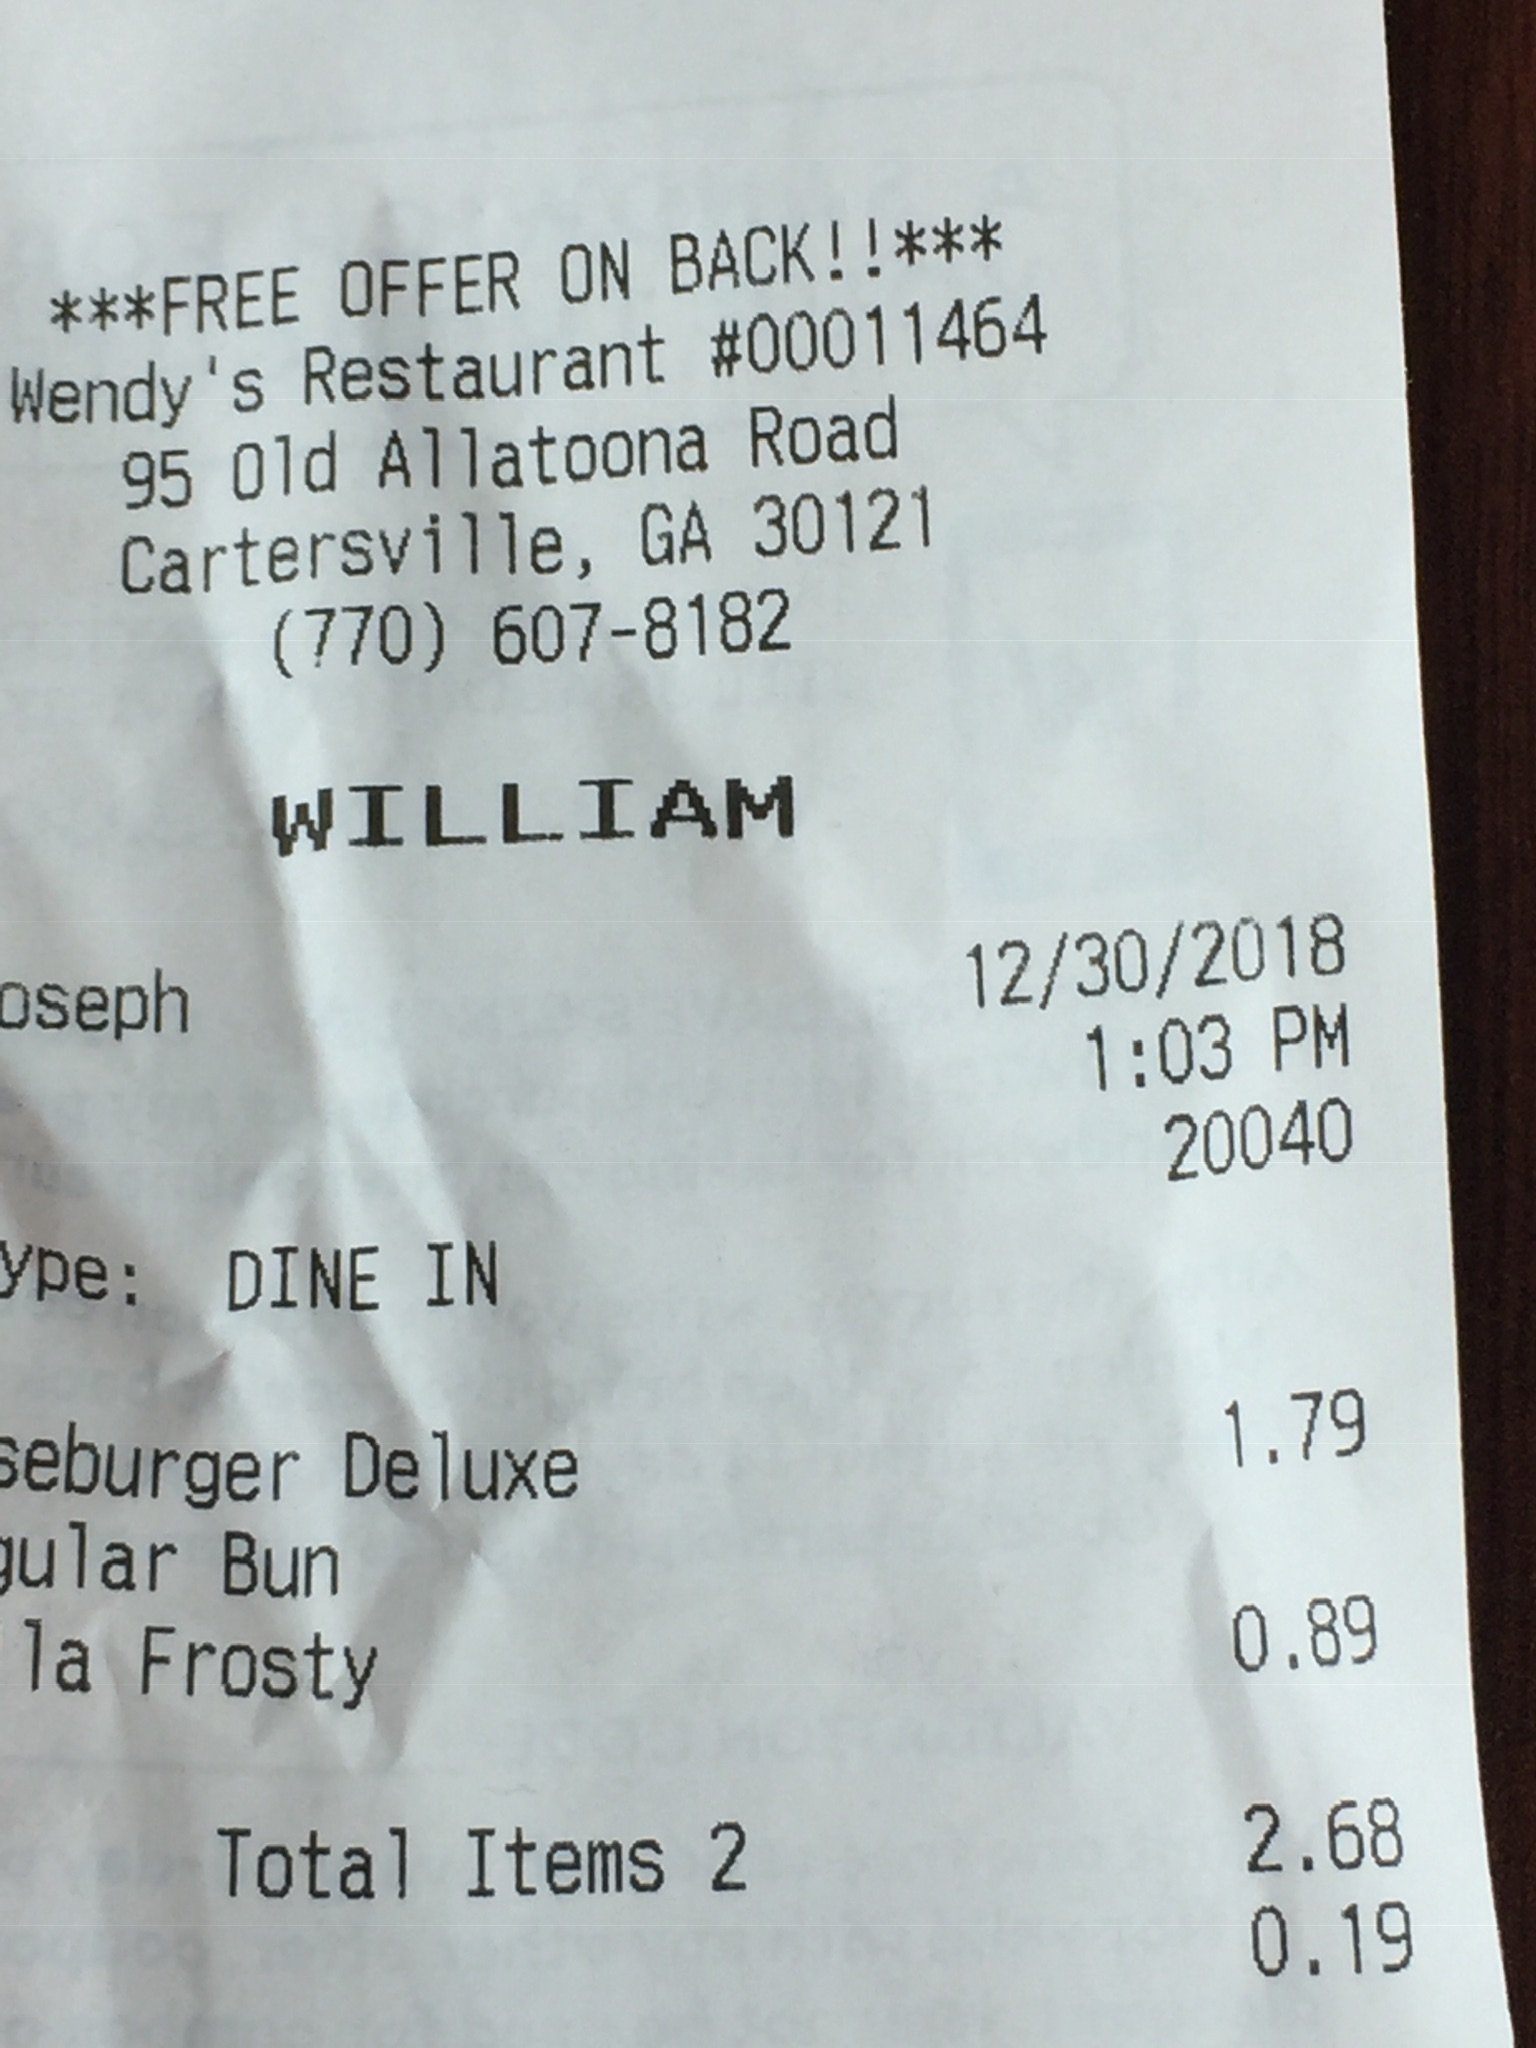 ***FREE OFFER ON BACK!!***
Wendy's Restaurant #00011464
95 Old Allatoona Road
Cartersville, GA 30121
(770) 607-8182
WILLIAM
oseph 12/30/2018
1:03 PM
20040
ype: DINE IN
seburger Deluxe 1.79
gular Bun
la Frosty 0.89
Total Items 2 2.68
0.19